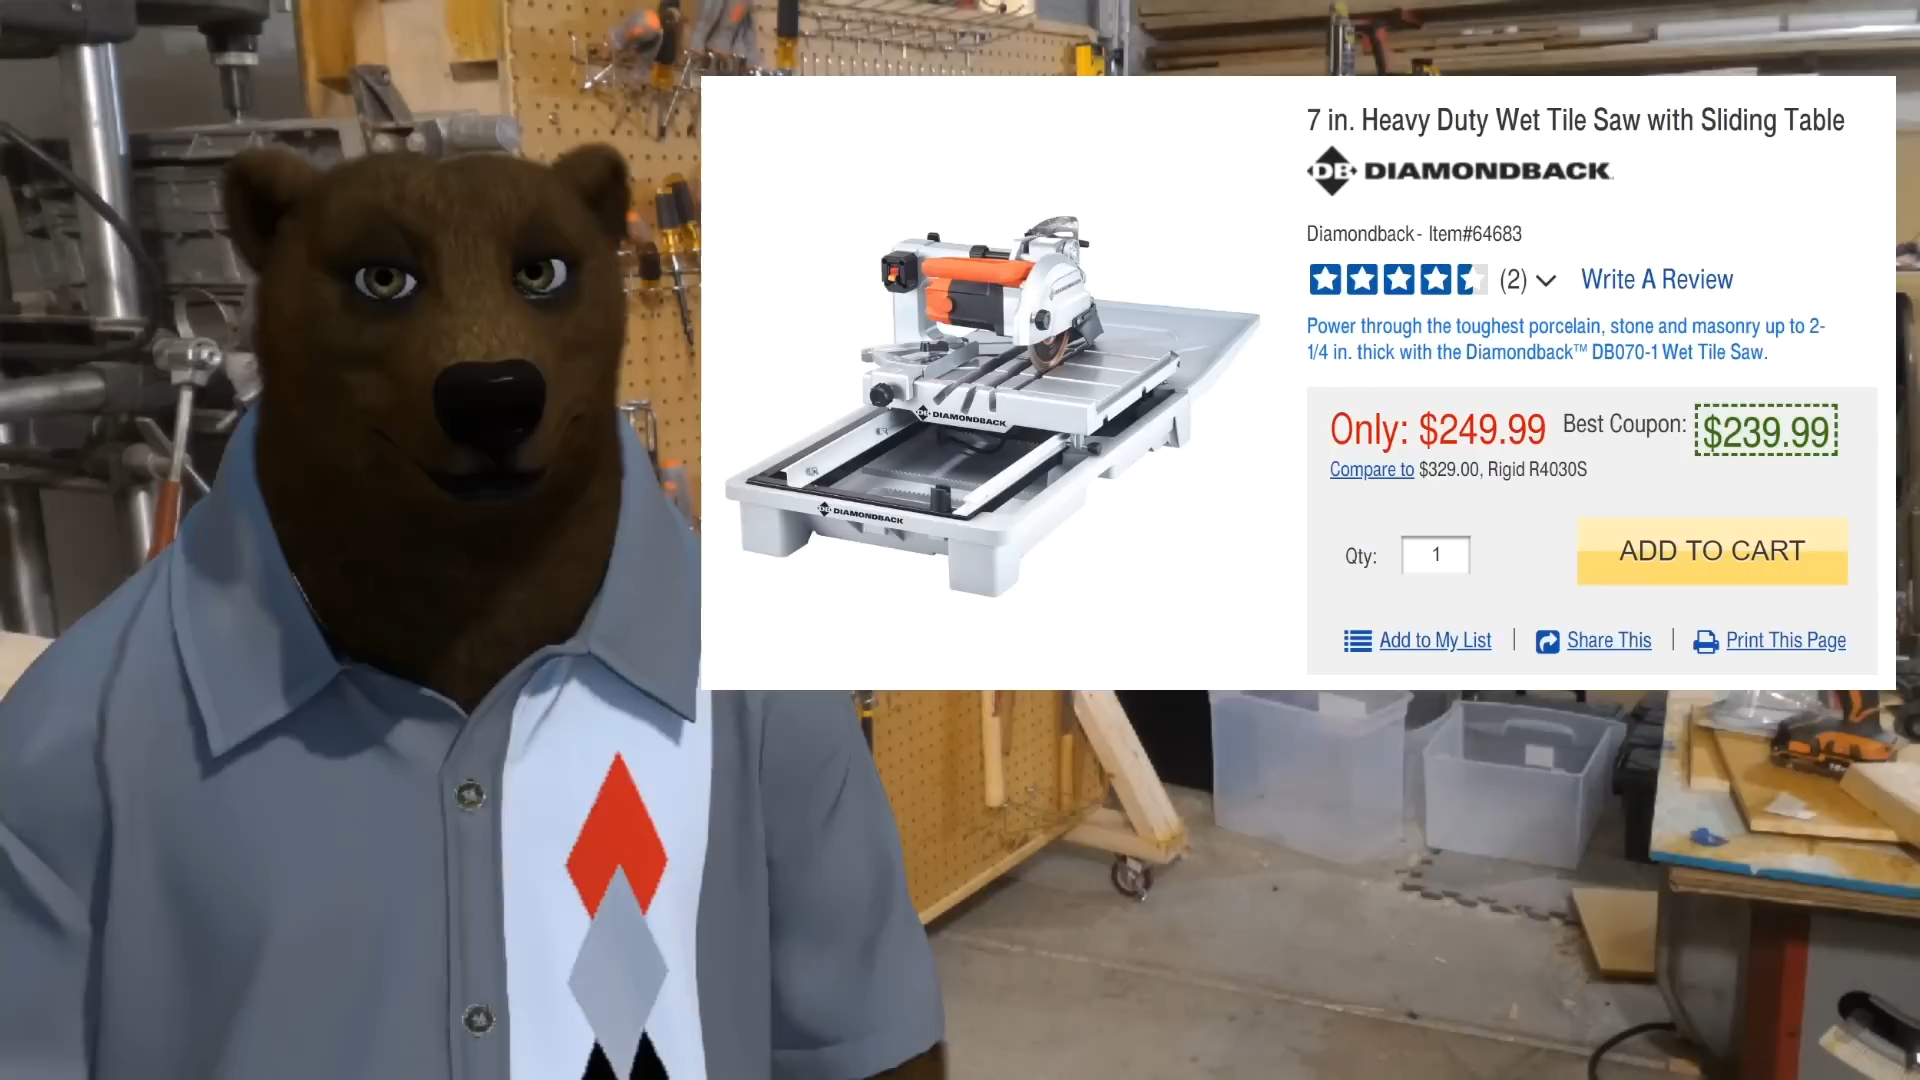 7 in. Heavy Duty Wet Tile Saw with Sliding Table
DB DIAMONDBACK
Diamondback- Item#64683
(2) Write A Review
Power through the toughest porcelain, stone and masonry up to 2-
1/4 in. thick with the Diamondback™ DB070-1 Wet Tile Saw.
Only: $249.99 Best Coupon: $239.99
Compare to $329.00, Rigid R4030S
Qty: 1 ADD TO CART
Add to My List | Share This | Print This Page
DB DIAMONDBACK
DB DIAMONDBACK